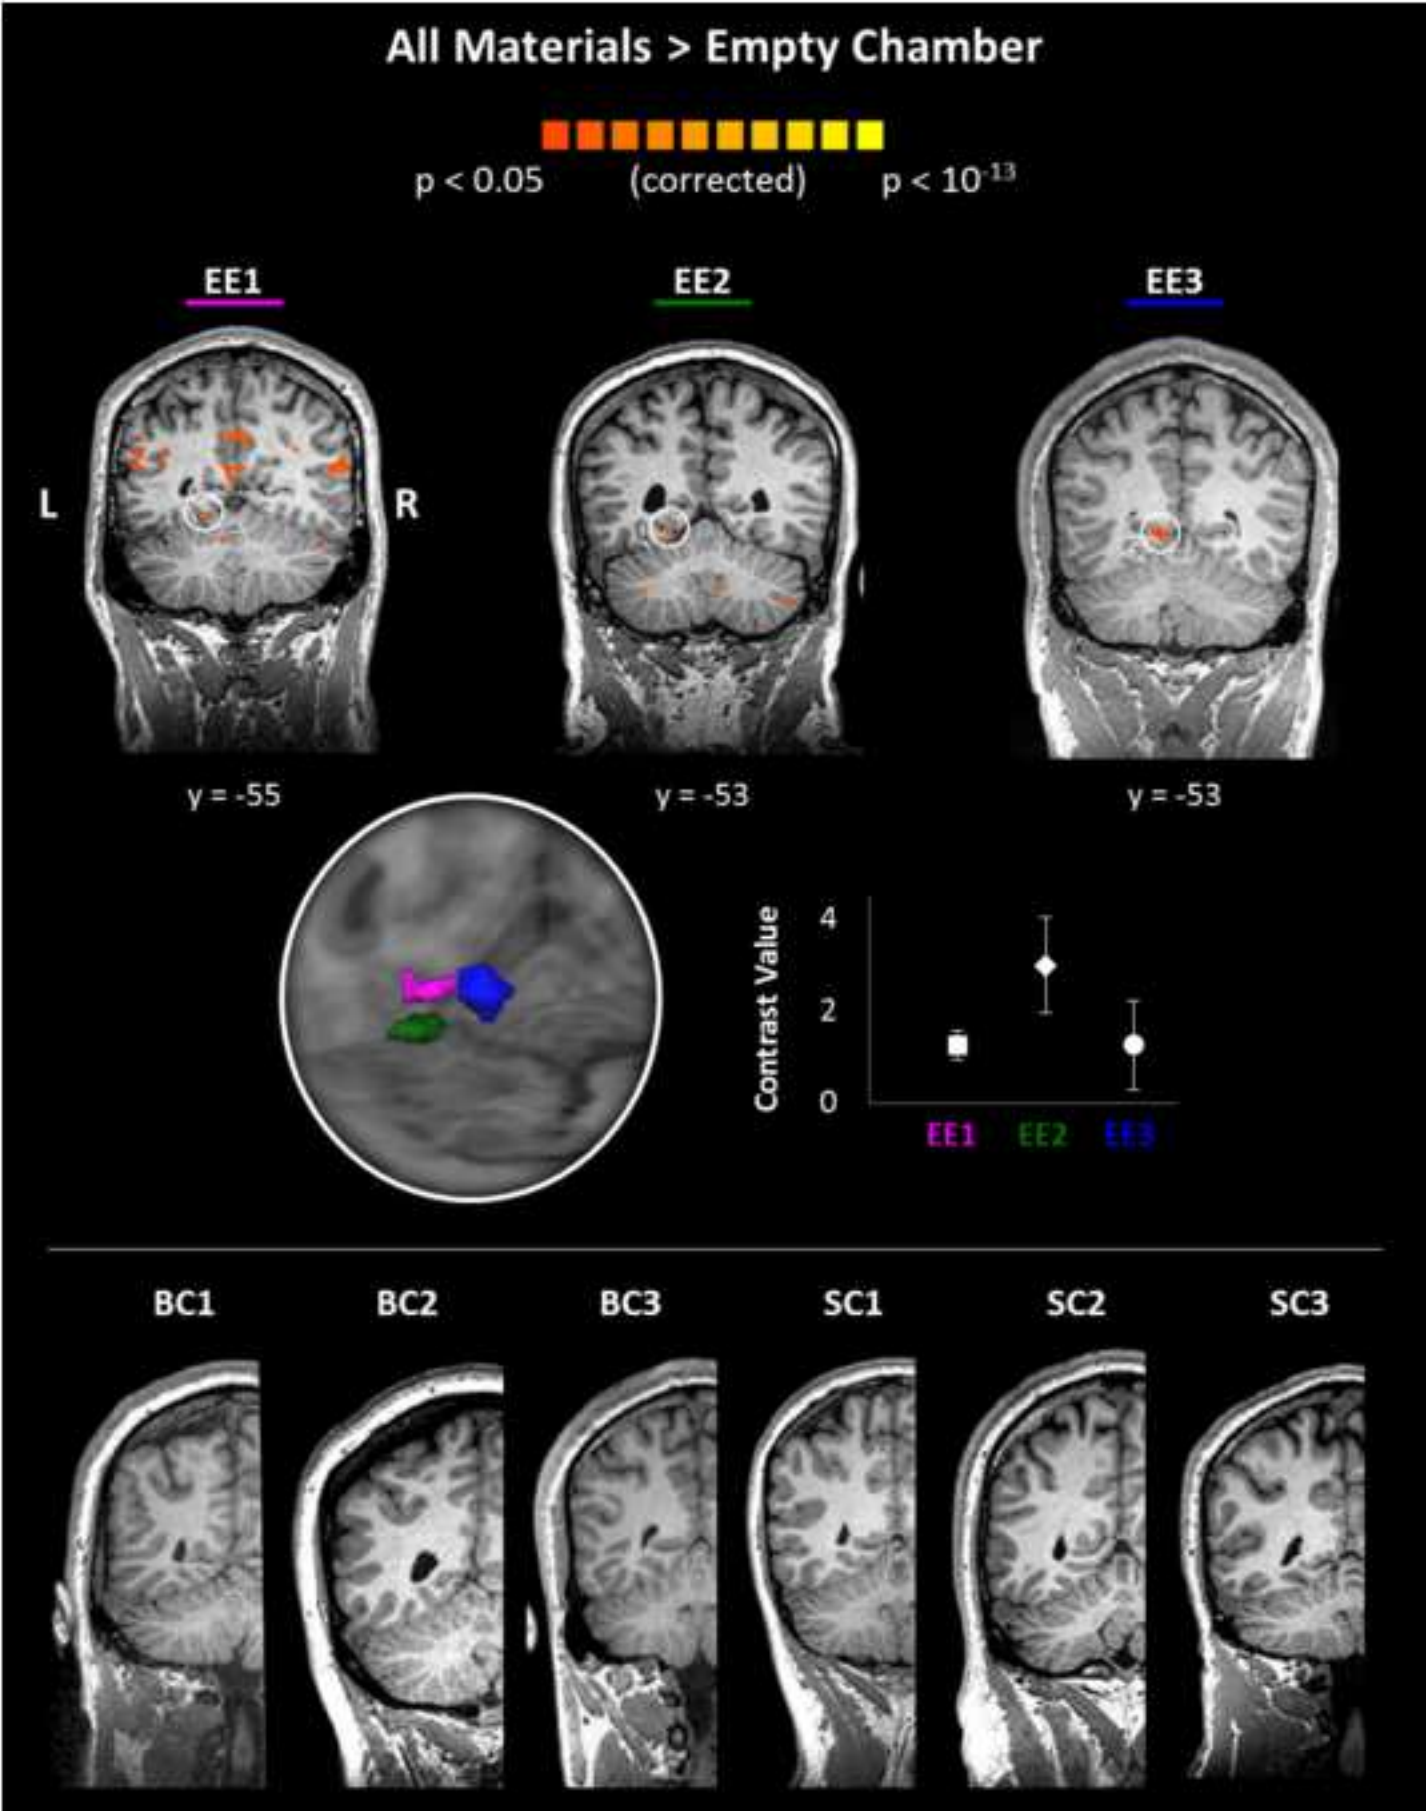 All Materials > Empty Chamber
p < 0.05 (corrected) p < 10⁻¹³
EE1 EE2 EE3
L R
y = -55 y = -53 y = -53
Contrast Value
4
2
0
EE1 EE2 EE3
BC1 BC2 BC3 SC1 SC2 SC3